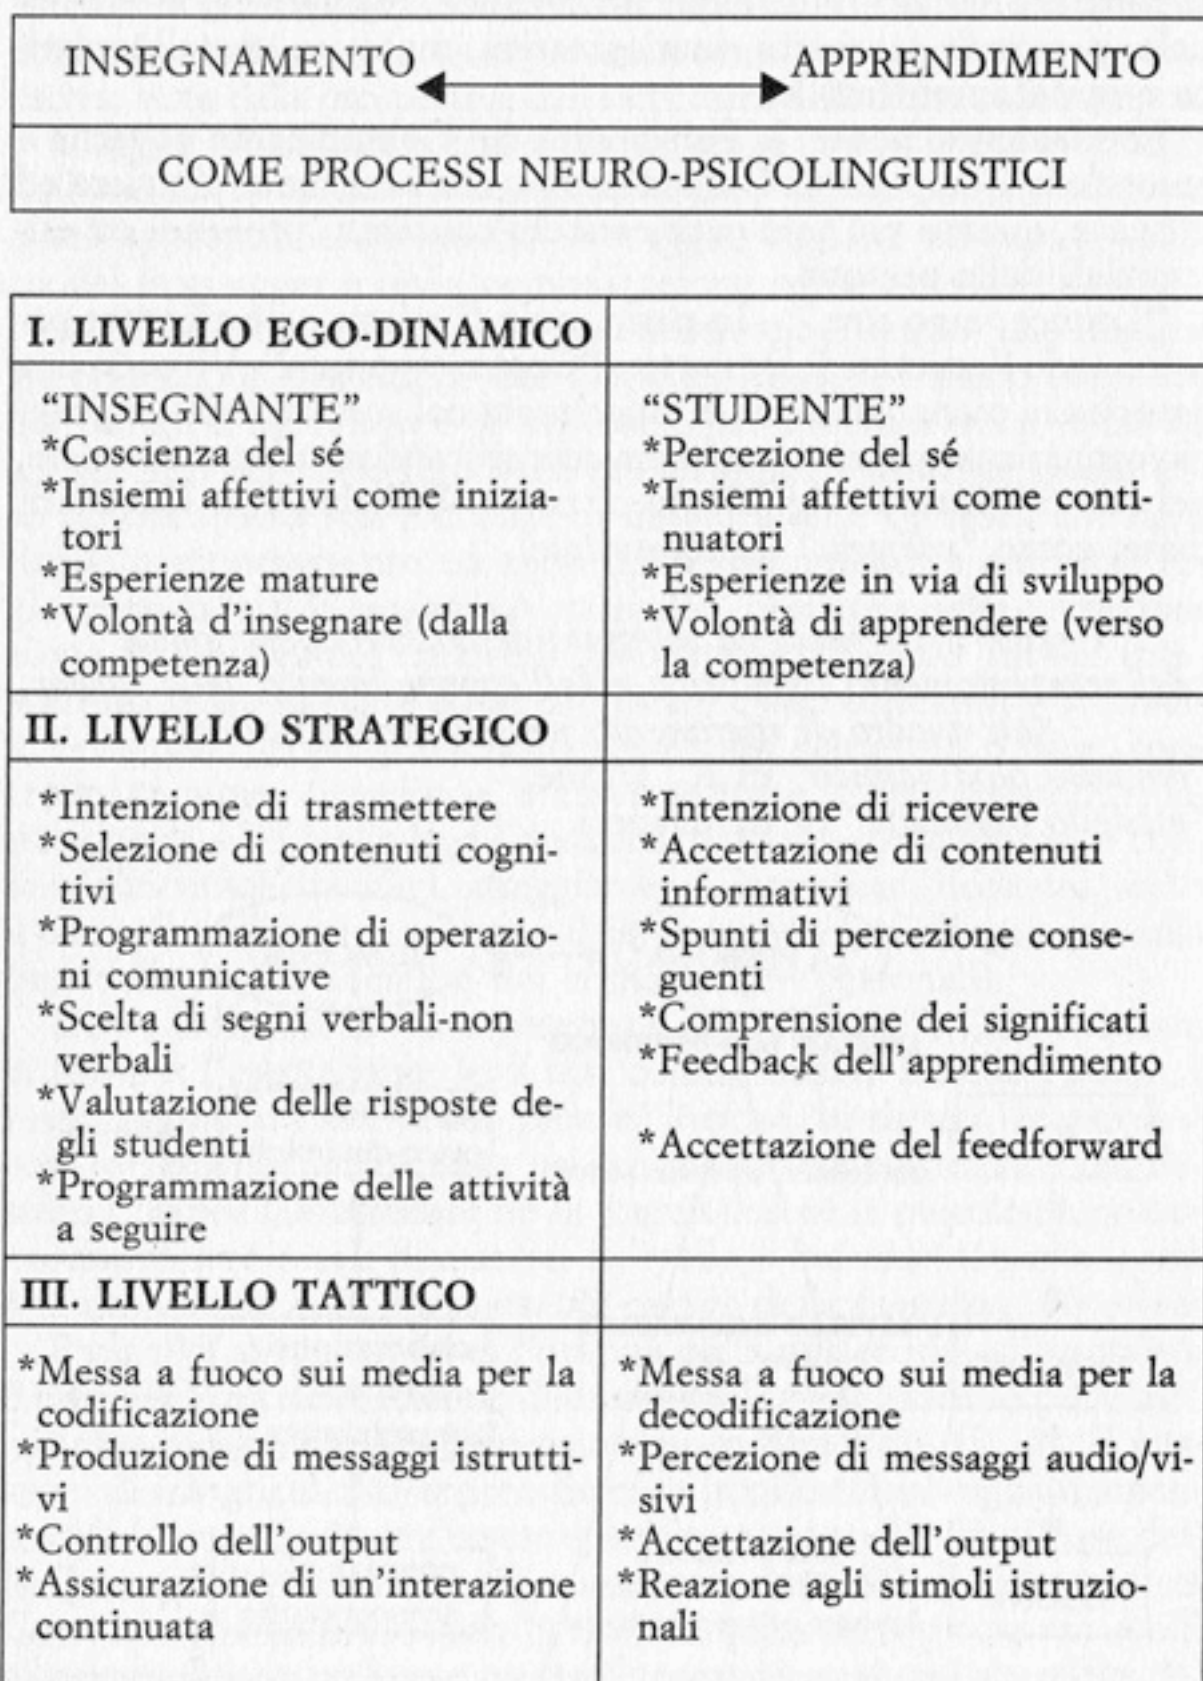 INSEGNAMENTO APPRENDIMENTO
COME PROCESSI NEURO-PSICOLINGUISTICI
I. LIVELLO EGO-DINAMICO
“INSEGNANTE”
*Coscienza del sé
*Insiemi affettivi come inizia-
tori
*Esperienze mature
*Volontà d’insegnare (dalla
competenza)
“STUDENTE”
*Percezione del sé
*Insiemi affettivi come conti-
nuatori
*Esperienze in via di sviluppo
*Volontà di apprendere (verso
la competenza)
II. LIVELLO STRATEGICO
*Intenzione di trasmettere
*Selezione di contenuti cogni-
tivi
*Programmazione di operazio-
ni comunicative
*Scelta di segni verbali-non
verbali
*Valutazione delle risposte de-
gli studenti
*Programmazione delle attività
a seguire
*Intenzione di ricevere
*Accettazione di contenuti
informativi
*Spunti di percezione conse-
guenti
*Comprensione dei significati
*Feedback dell’apprendimento
*Accettazione del feedforward
III. LIVELLO TATTICO
*Messa a fuoco sui media per la
codificazione
*Produzione di messaggi istrutti-
vi
*Controllo dell’output
*Assicurazione di un’interazione
continuata
*Messa a fuoco sui media per la
decodificazione
*Percezione di messaggi audio/vi-
sivi
*Accettazione dell’output
*Reazione agli stimoli istruzio-
nali